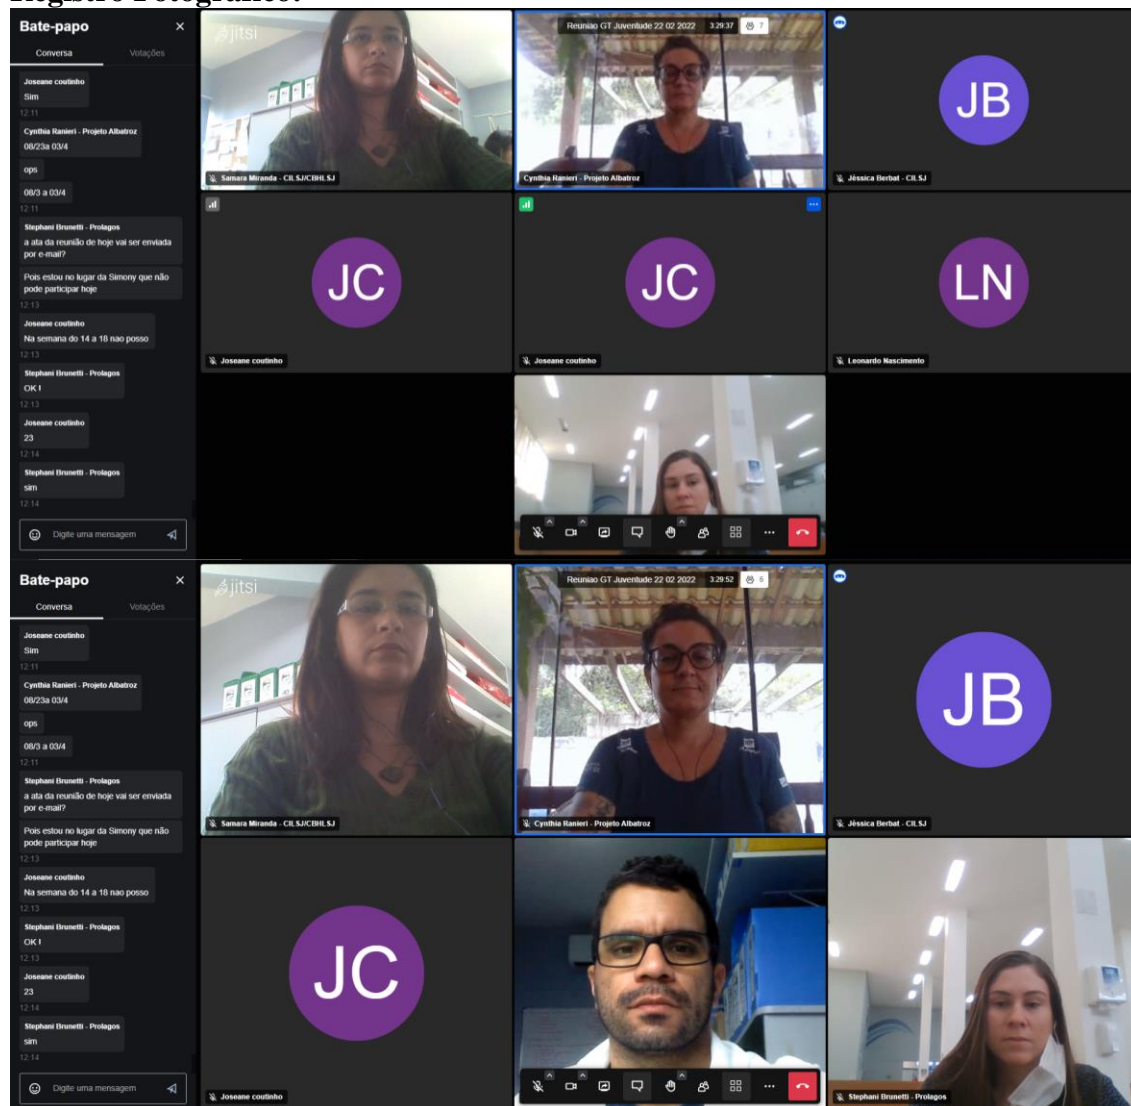 Registro Fotográfico:
Bate-papo
Conversa
Votações
Joseane coutinho
Sim
12:11
Cynthia Ranieri - Projeto Albatroz
08/23a 03/4
ops
08/3 a 03/4
12:11
Stephani Brunetti - Prolagos
a ata da reunião de hoje vai ser enviada
por e-mail?
Pois estou no lugar da Simony que não
pode participar hoje
12:13
Joseane coutinho
Na semana do 14 a 18 nao posso
12:13
Stephani Brunetti - Prolagos
OK !
12:13
Joseane coutinho
23
12:14
Stephani Brunetti - Prolagos
sim
12:14
Digite uma mensagem
jitsi
Samara Miranda - CILSJ/CBHLSJ
Reuniao GT Juventude 22 02 2022 3:29:37 7
Cynthia Ranieri - Projeto Albatroz
JB
Jéssica Berbat - CILSJ
JC
Joseane coutinho
JC
Joseane coutinho
LN
Leonardo Nascimento
Bate-papo
Conversa
Votações
Joseane coutinho
Sim
12:11
Cynthia Ranieri - Projeto Albatroz
08/23a 03/4
ops
08/3 a 03/4
12:11
Stephani Brunetti - Prolagos
a ata da reunião de hoje vai ser enviada
por e-mail?
Pois estou no lugar da Simony que não
pode participar hoje
12:13
Joseane coutinho
Na semana do 14 a 18 nao posso
12:13
Stephani Brunetti - Prolagos
OK !
12:13
Joseane coutinho
23
12:14
Stephani Brunetti - Prolagos
sim
12:14
Digite uma mensagem
jitsi
Samara Miranda - CILSJ/CBHLSJ
Reuniao GT Juventude 22 02 2022 3:29:52 6
Cynthia Ranieri - Projeto Albatroz
JB
Jéssica Berbat - CILSJ
JC
Joseane coutinho
Stephani Brunetti - Prolagos